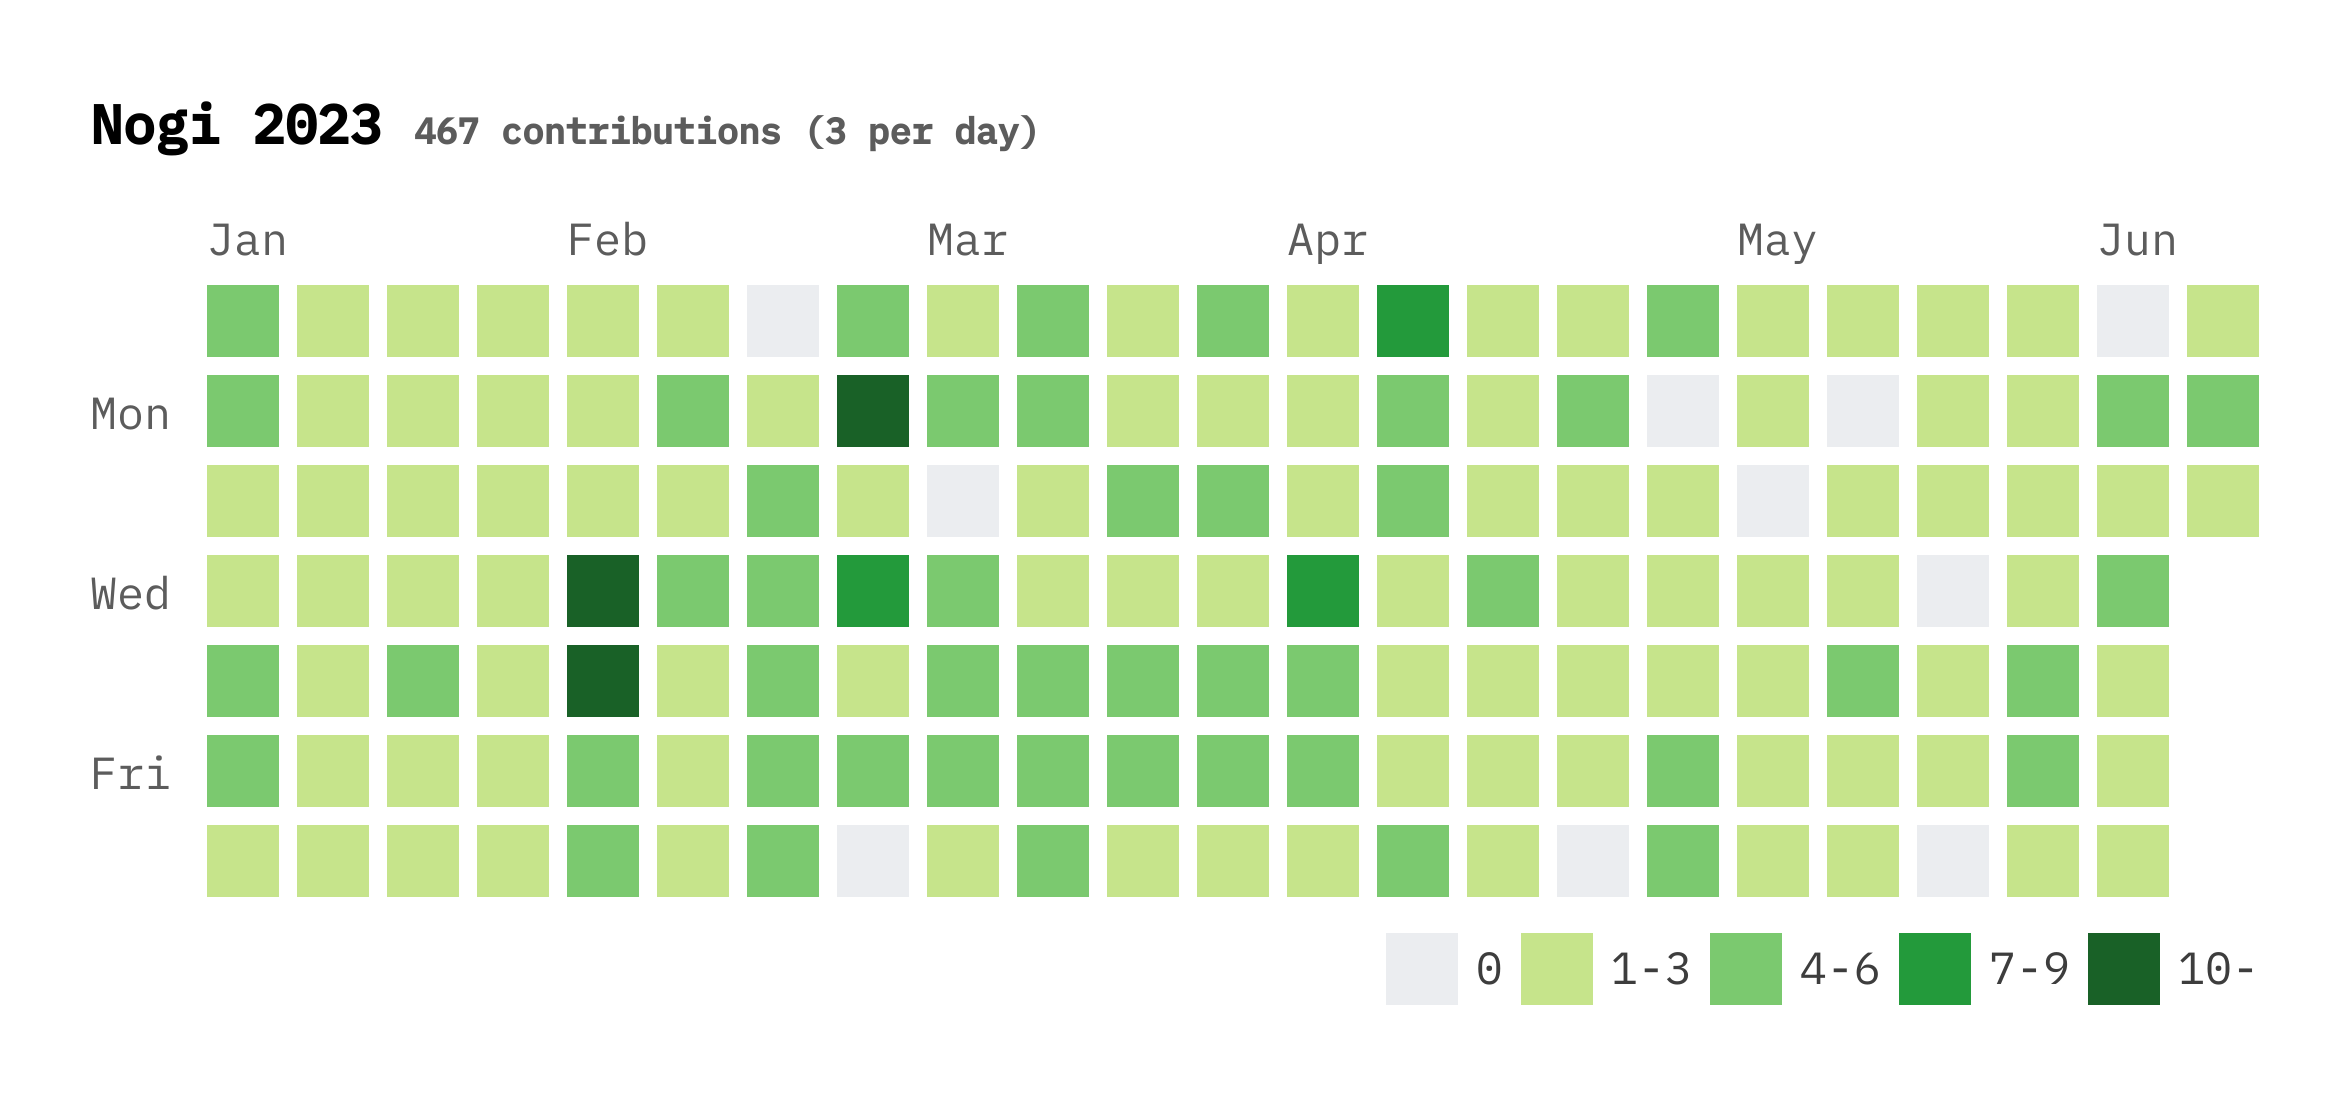 Nogi 2023 467 contributions (3 per day)
Jan Feb Mar Apr May Jun
Mon
Wed
Fri
0 1-3 4-6 7-9 10-